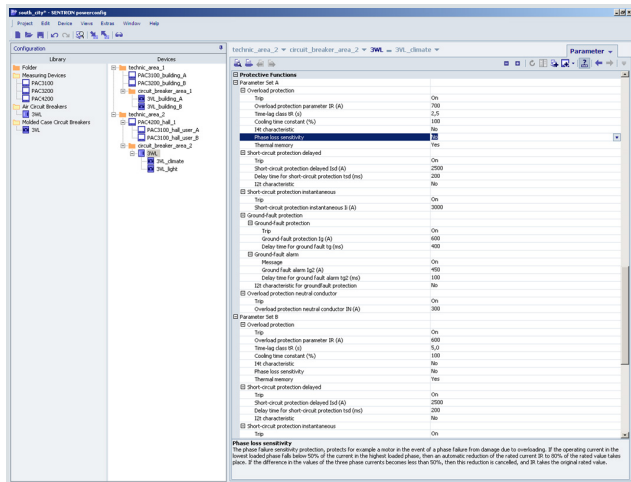 south_city* - SENTRON powerconfig
Project Edit Device Views Extras Window Help
Configuration
Library
Folder
Measuring Devices
PAC3100
PAC3200
PAC4200
Air Circuit Breakers
3WL
Molded Case Circuit Breakers
3VL
Devices
technic_area_1
PAC3100_building_A
PAC3200_building_B
circuit_breaker_area_1
3VL_building_A
3VL_building_B
technic_area_2
PAC4200_hall_1
PAC3100_hall_user_A
PAC3100_hall_user_B
circuit_breaker_area_2
3WL
3VL_climate
3VL_light
technic_area_2 circuit_breaker_area_2 3WL 3VL_climate
Parameter
Protective Functions
Parameter Set A
Overload protection
Trip On
Overload protection parameter IR (A) 700
Time-lag class tR (s) 2,5
Cooling time constant (%) 100
I4t characteristic No
Phase loss sensitivity Yes
Thermal memory Yes
Short-circuit protection delayed
Trip On
Short-circuit protection delayed Isd (A) 2500
Delay time for short-circuit protection tsd (ms) 200
I2t characteristic No
Short-circuit protection instantaneous
Trip On
Short-circuit protection instantaneous Ii (A) 3000
Ground-fault protection
Ground-fault protection
Trip On
Ground-fault protection Ig (A) 600
Delay time for ground fault tg (ms) 400
Ground-fault alarm
Message On
Ground fault alarm Ig2 (A) 450
Delay time for ground fault alarm tg2 (ms) 100
I2t characteristic for groundfault protection No
Overload protection neutral conductor
Trip On
Overload protection neutral conductor IN (A) 300
Parameter Set B
Overload protection
Trip On
Overload protection parameter IR (A) 600
Time-lag class tR (s) 5,0
Cooling time constant (%) 100
I4t characteristic No
Phase loss sensitivity No
Thermal memory Yes
Short-circuit protection delayed
Trip On
Short-circuit protection delayed Isd (A) 2500
Delay time for short-circuit protection tsd (ms) 200
I2t characteristic No
Short-circuit protection instantaneous
Trip On
Phase loss sensitivity
The phase failure sensitivity protection, protects for example a motor in the event of a phase failure from damage due to overloading. If the operating current in the
lowest loaded phase falls below 50% of the current in the highest loaded phase, then an automatic reduction of the rated current IR to 80% of the rated value takes
place. If the difference in the values of the three phase currents becomes less than 50%, then this reduction is cancelled, and IR takes the original rated value.